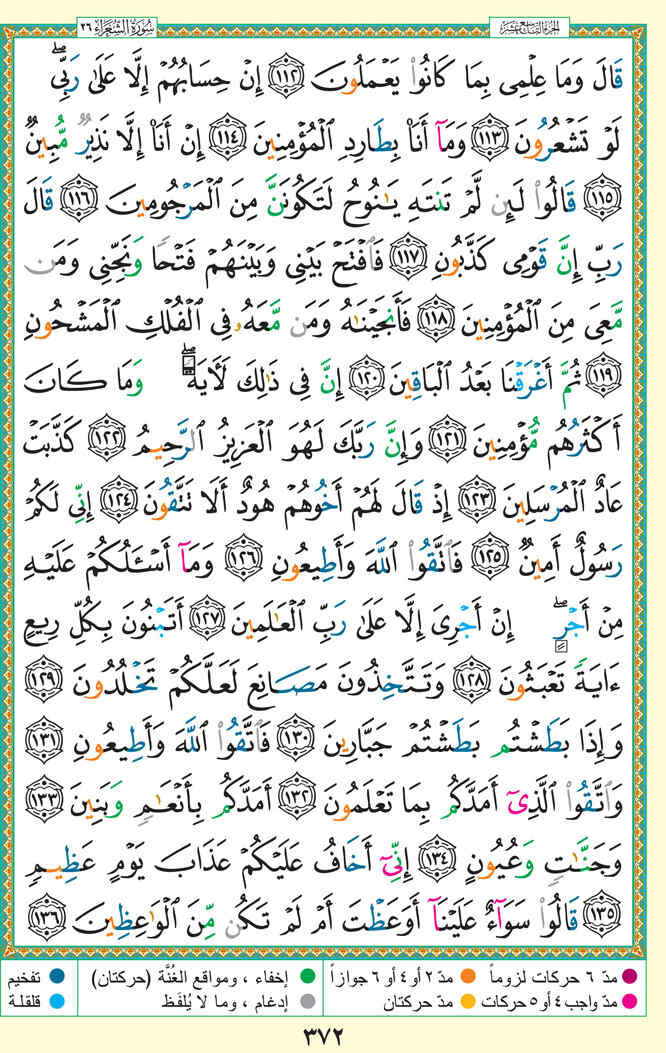 سُورَةُ الشُّعَرَاءِ ٢٦
الجزء التاسع عشر
قَالَ وَمَا عِلْمِى بِمَا كَانُوا۟ يَعْمَلُونَ ﴿١١٢﴾ إِنْ حِسَابُهُمْ إِلَّا عَلَىٰ رَبِّى ۖ
لَوْ تَشْعُرُونَ ﴿١١٣﴾ وَمَآ أَنَا۠ بِطَارِدِ ٱلْمُؤْمِنِينَ ﴿١١٤﴾ إِنْ أَنَا۠ إِلَّا نَذِيرٌ مُّبِينٌ
﴿١١٥﴾ قَالُوا۟ لَئِن لَّمْ تَنتَهِ يَـٰنُوحُ لَتَكُونَنَّ مِنَ ٱلْمَرْجُومِينَ ﴿١١٦﴾ قَالَ
رَبِّ إِنَّ قَوْمِى كَذَّبُونِ ﴿١١٧﴾ فَٱفْتَحْ بَيْنِى وَبَيْنَهُمْ فَتْحًا وَنَجِّنِى وَمَن
مَّعِىَ مِنَ ٱلْمُؤْمِنِينَ ﴿١١٨﴾ فَأَنجَيْنَـٰهُ وَمَن مَّعَهُۥ فِى ٱلْفُلْكِ ٱلْمَشْحُونِ
﴿١١٩﴾ ثُمَّ أَغْرَقْنَا بَعْدُ ٱلْبَاقِينَ ﴿١٢٠﴾ إِنَّ فِى ذَٰلِكَ لَـَٔايَةً ۖ وَمَا كَانَ
أَكْثَرُهُم مُّؤْمِنِينَ ﴿١٢١﴾ وَإِنَّ رَبَّكَ لَهُوَ ٱلْعَزِيزُ ٱلرَّحِيمُ ﴿١٢٢﴾ كَذَّبَتْ
عَادٌ ٱلْمُرْسَلِينَ ﴿١٢٣﴾ إِذْ قَالَ لَهُمْ أَخُوهُمْ هُودٌ أَلَا تَتَّقُونَ ﴿١٢٤﴾ إِنِّى لَكُمْ
رَسُولٌ أَمِينٌ ﴿١٢٥﴾ فَٱتَّقُوا۟ ٱللَّهَ وَأَطِيعُونِ ﴿١٢٦﴾ وَمَآ أَسْـَٔلُكُمْ عَلَيْهِ
مِنْ أَجْرٍ ۖ إِنْ أَجْرِىَ إِلَّا عَلَىٰ رَبِّ ٱلْعَـٰلَمِينَ ﴿١٢٧﴾ أَتَبْنُونَ بِكُلِّ رِيعٍ
ءَايَةً تَعْبَثُونَ ﴿١٢٨﴾ وَتَتَّخِذُونَ مَصَانِعَ لَعَلَّكُمْ تَخْلُدُونَ ﴿١٢٩﴾
وَإِذَا بَطَشْتُم بَطَشْتُمْ جَبَّارِينَ ﴿١٣٠﴾ فَٱتَّقُوا۟ ٱللَّهَ وَأَطِيعُونِ ﴿١٣١﴾
وَٱتَّقُوا۟ ٱلَّذِىٓ أَمَدَّكُم بِمَا تَعْلَمُونَ ﴿١٣٢﴾ أَمَدَّكُم بِأَنْعَـٰمٍ وَبَنِينَ ﴿١٣٣﴾
وَجَنَّـٰتٍ وَعُيُونٍ ﴿١٣٤﴾ إِنِّىٓ أَخَافُ عَلَيْكُمْ عَذَابَ يَوْمٍ عَظِيمٍ
﴿١٣٥﴾ قَالُوا۟ سَوَآءٌ عَلَيْنَآ أَوَعَظْتَ أَمْ لَمْ تَكُن مِّنَ ٱلْوَٰعِظِينَ ﴿١٣٦﴾
مدّ ٦ حركات لزوماً مدّ ٢ أو ٤ أو ٦ جوازاً إخفاء ، ومواقع الغُنَّة (حركتان) تفخيم
مدّ واجب ٤ أو ٥ حركات مدّ حركتان إدغام ، وما لا يُلفَظ قلقلة
٣٧٢